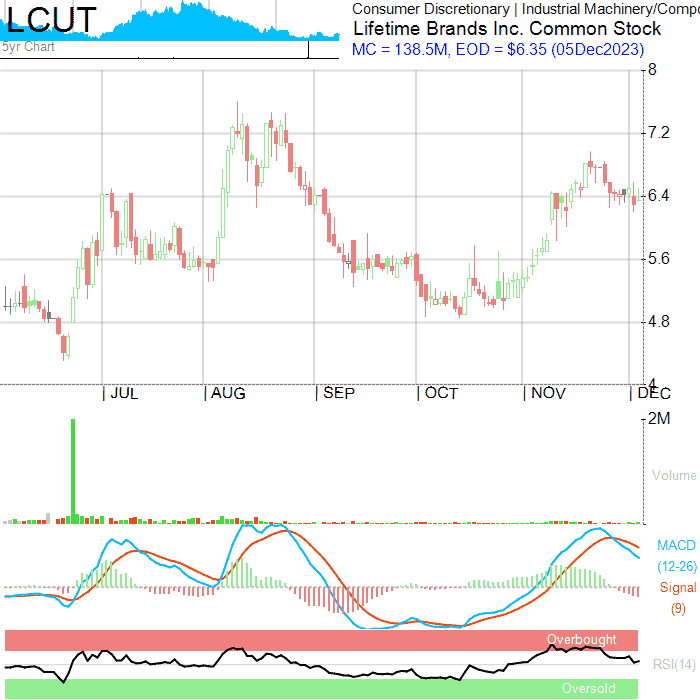 LCUT
5yr Chart
Consumer Discretionary | Industrial Machinery/Compo
Lifetime Brands Inc. Common Stock
MC = 138.5M, EOD = $6.35 (05Dec2023)
8
7.2
6.4
5.6
4.8
4
| JUL | AUG | SEP | OCT | NOV | DEC
2M
Volume
MACD
(12-26)
Signal
(9)
Overbought
RSI(14)
Oversold